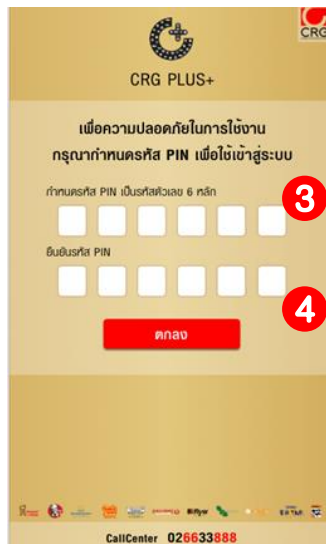 CRG
CRG PLUS+
เพื่อความปลอดภัยในการใช้งาน
กรุณากำหนดรหัส PIN เพื่อใช้เข้าสู่ระบบ
กำหนดรหัส PIN เป็นรหัสตัวเลข 6 หลัก
3
ยืนยันรหัส PIN
4
ตกลง
CallCenter 026633888